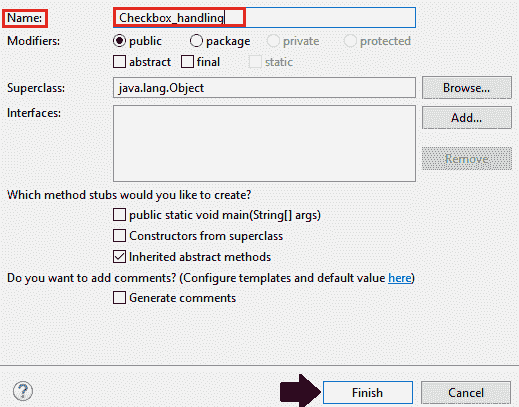 Name: Checkbox_handling
Modifiers: public package private protected
abstract final static
Superclass: java.lang.Object Browse...
Interfaces: Add...
Remove
Which method stubs would you like to create?
public static void main(String[] args)
Constructors from superclass
Inherited abstract methods
Do you want to add comments? (Configure templates and default value here)
Generate comments
? Finish Cancel